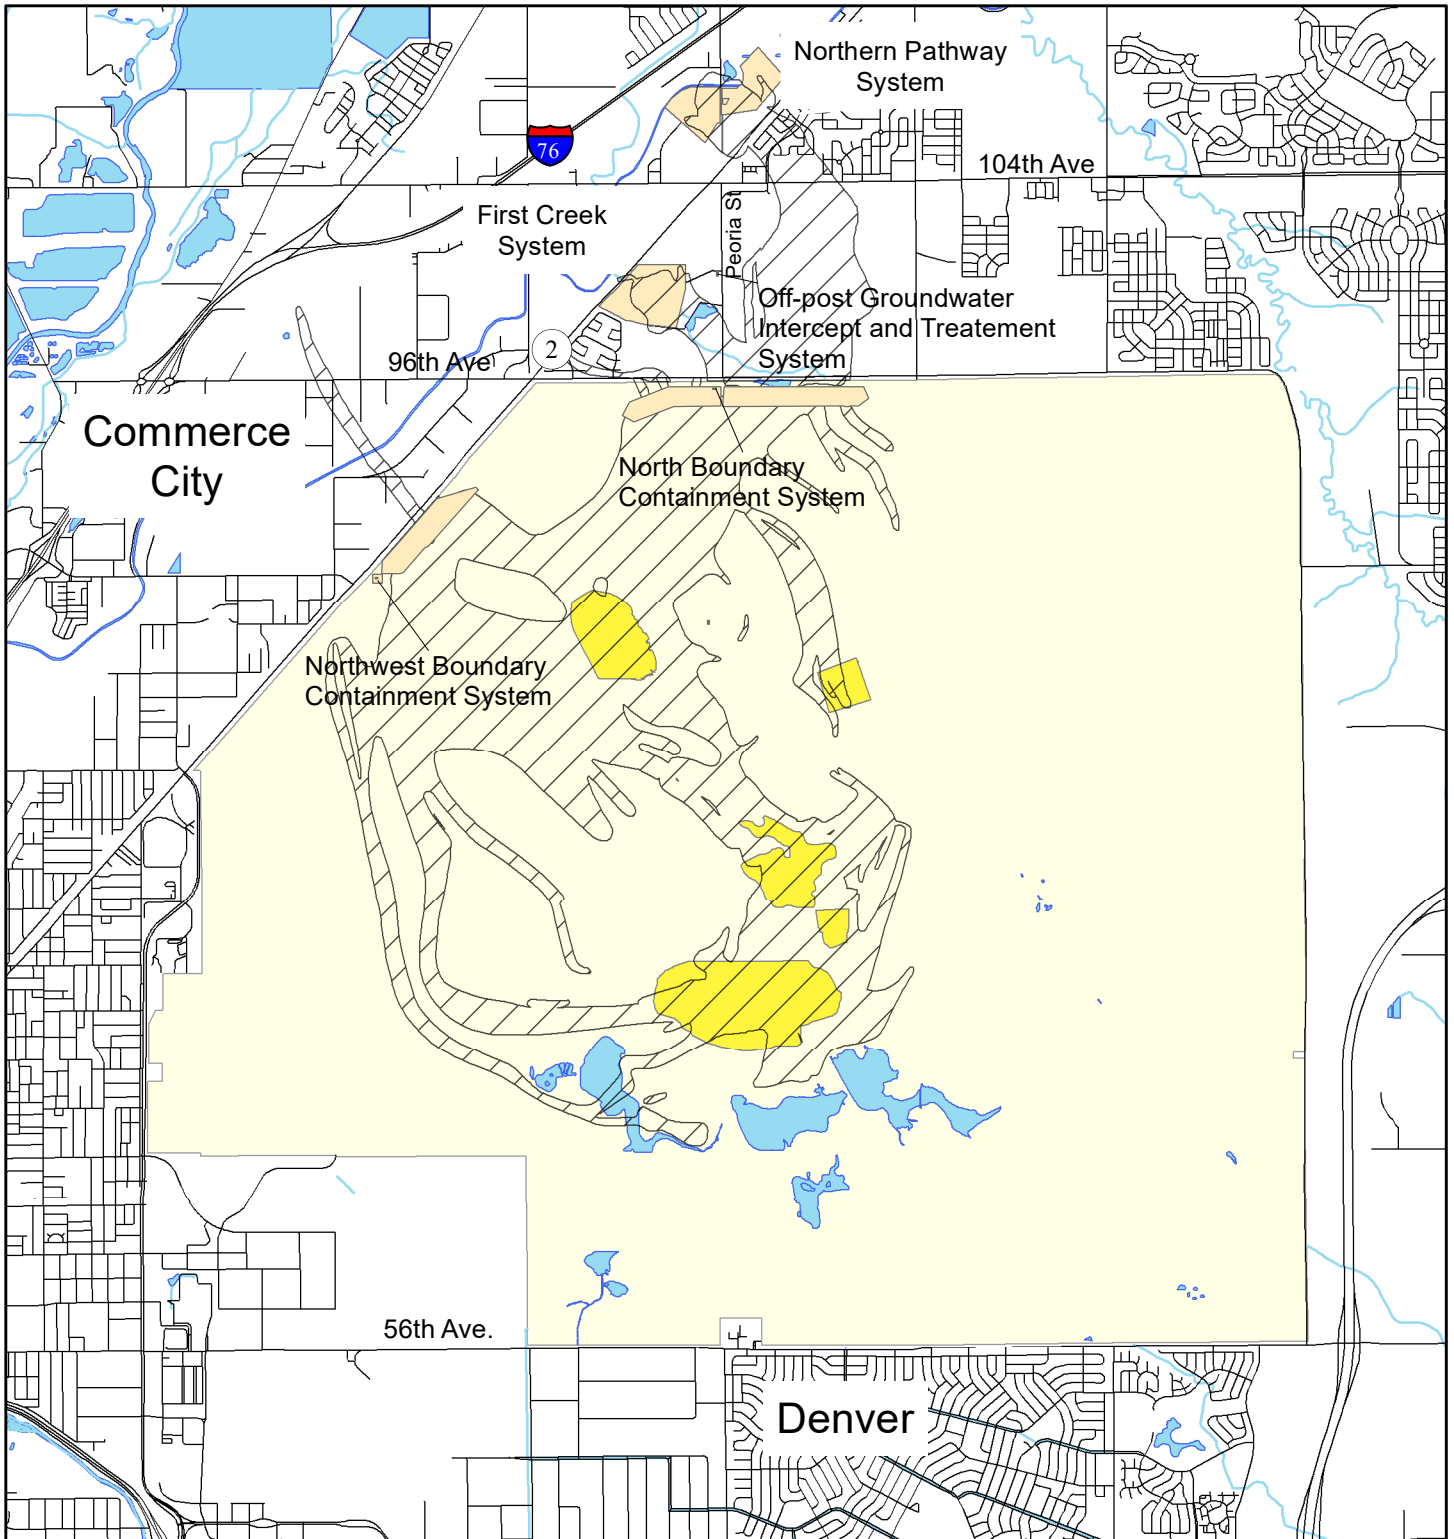 Northern Pathway
System
76
104th Ave
First Creek
System
Peoria St
Off-post Groundwater
Intercept and Treatement
System
2
96th Ave
Commerce
City
North Boundary
Containment System
Northwest Boundary
Containment System
56th Ave.
Denver